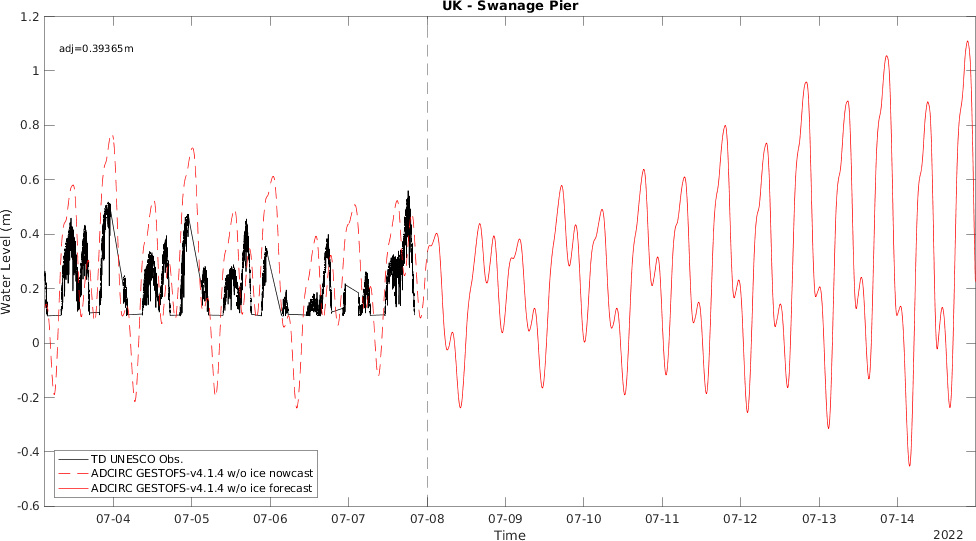 UK - Swanage Pier
adj=0.39365m
1.2
1
0.8
0.6
0.4
0.2
0
-0.2
-0.4
-0.6
Water Level (m)
TD UNESCO Obs.
ADCIRC GESTOFS-v4.1.4 w/o ice nowcast
ADCIRC GESTOFS-v4.1.4 w/o ice forecast
07-04 07-05 07-06 07-07 07-08 07-09 07-10 07-11 07-12 07-13 07-14
Time
2022